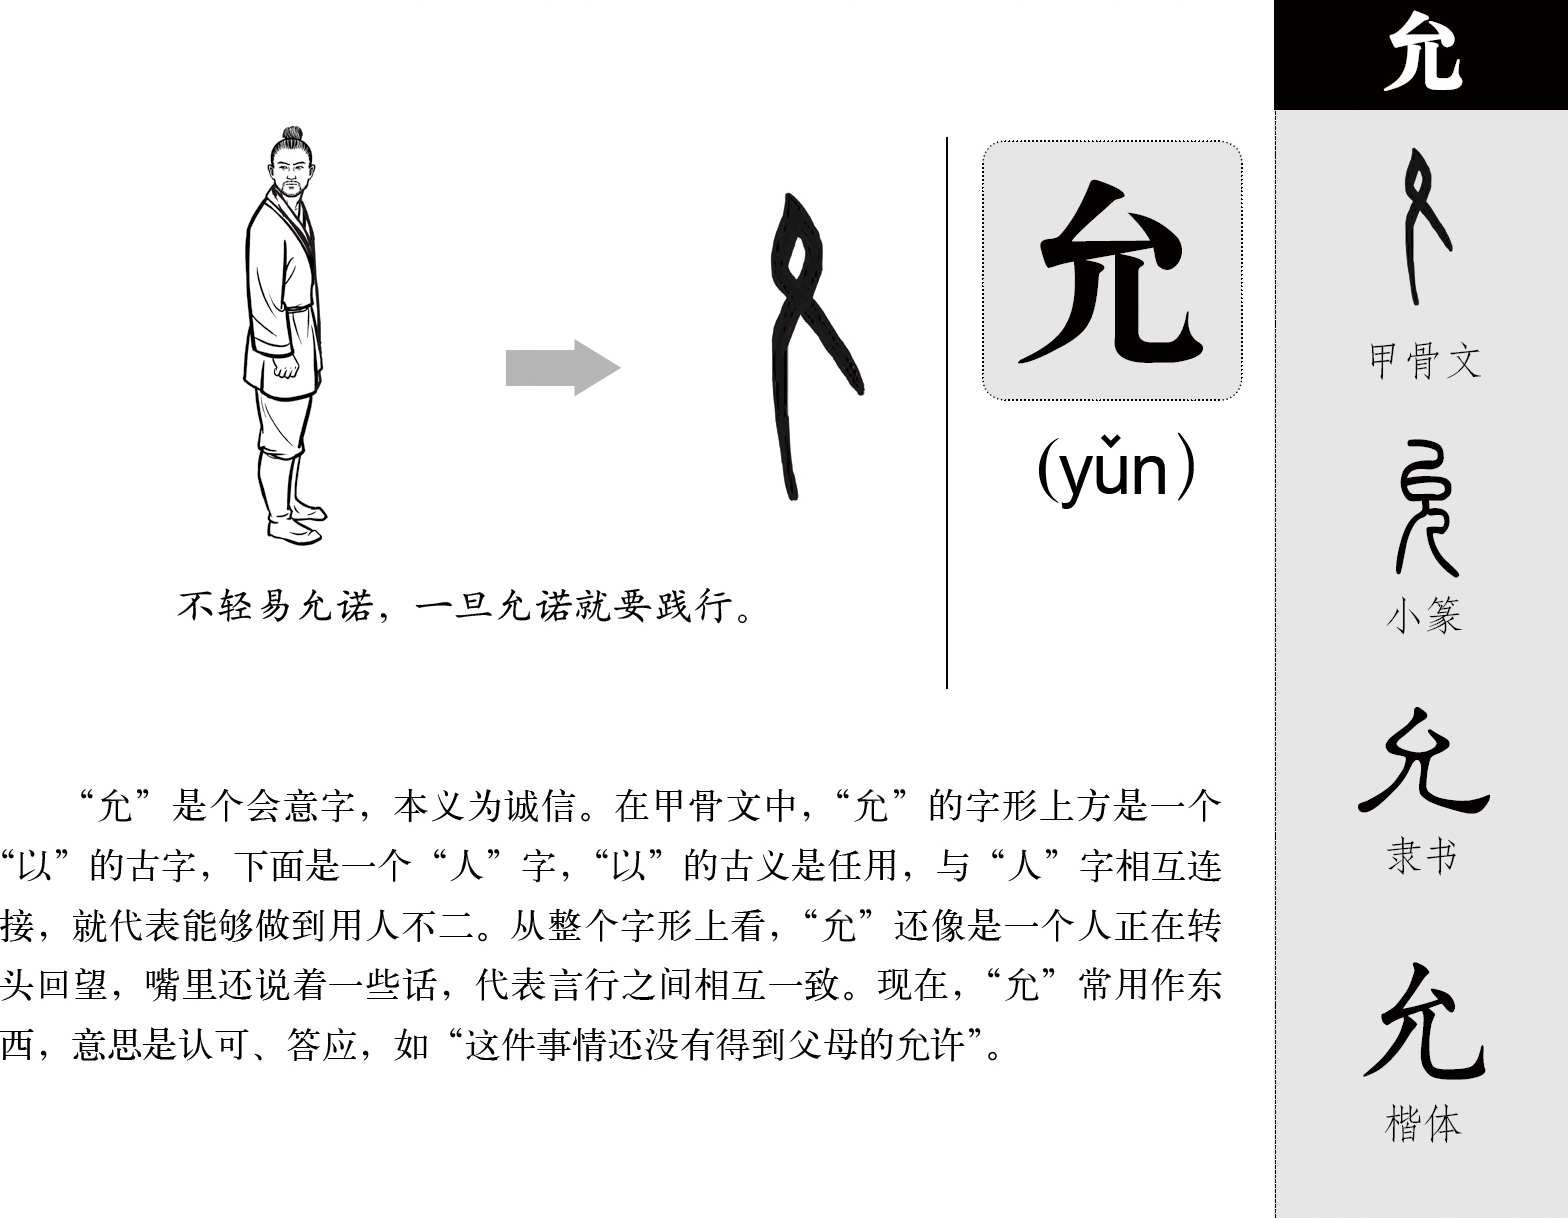 允
允
(yǔn)
不轻易允诺，一旦允诺就要践行。
“允”是个会意字，本义为诚信。在甲骨文中，“允”的字形上方是一个
“以”的古字，下面是一个“人”字，“以”的古义是任用，与“人”字相互连
接，就代表能够做到用人不二。从整个字形上看，“允”还像是一个人正在转
头回望，嘴里还说着一些话，代表言行之间相互一致。现在，“允”常用作东
西，意思是认可、答应，如“这件事情还没有得到父母的允许”。
甲骨文
小篆
允
隶书
允
楷体